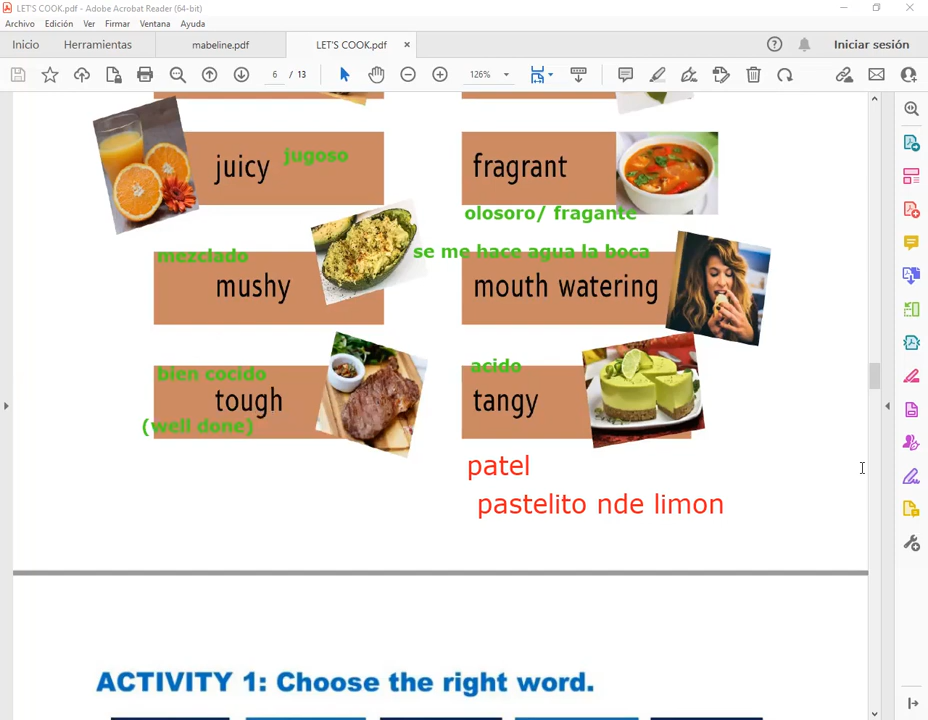 LET'S COOK.pdf - Adobe Acrobat Reader (64-bit)
Archivo Edición Ver Firmar Ventana Ayuda
Inicio Herramientas mabeline.pdf LET'S COOK.pdf × Iniciar sesión
6 / 13 126%
juicy jugoso
fragrant
olosoro/ fragante
mezclado
se me hace agua la boca
mushy
mouth watering
bien cocido
acido
tough
tangy
(well done)
patel
pastelito nde limon
ACTIVITY 1: Choose the right word.